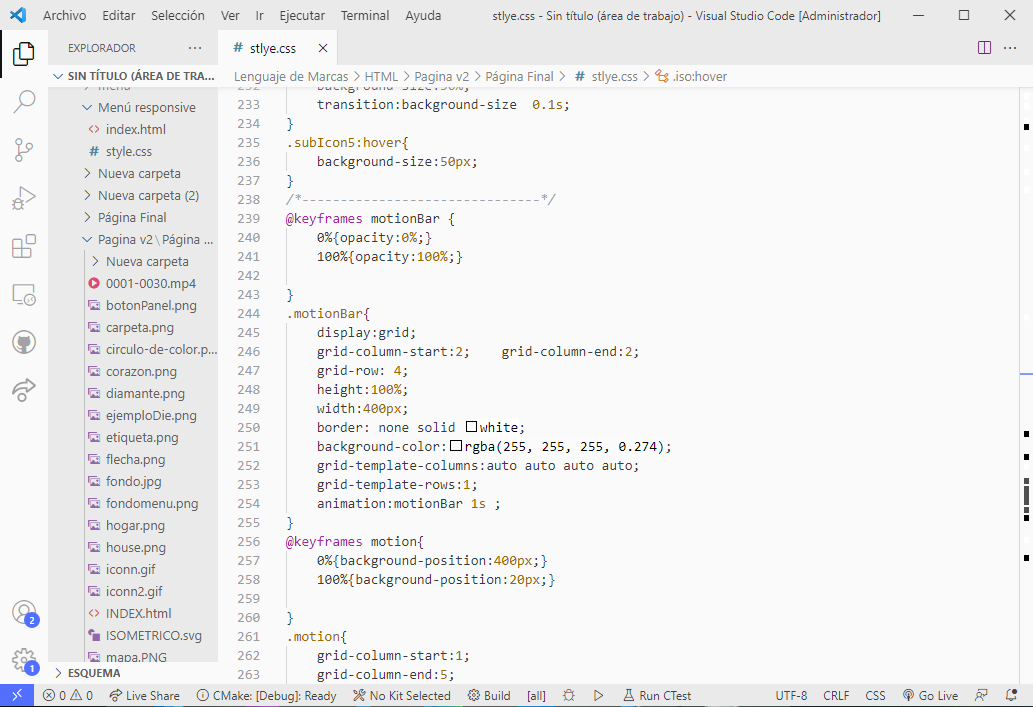 Archivo Editar Selección Ver Ir Ejecutar Terminal Ayuda stlye.css - Sin título (área de trabajo) - Visual Studio Code [Administrador]
EXPLORADOR ··· # stlye.css ···
SIN TÍTULO (ÁREA DE TRA...
Lenguaje de Marcas > HTML > Pagina v2 > Página Final > # stlye.css > .iso:hover
menu
Menú responsive
<> index.html
# style.css
> Nueva carpeta
> Nueva carpeta (2)
> Página Final
Pagina v2 \ Página ...
> Nueva carpeta
0001-0030.mp4
botonPanel.png
carpeta.png
circulo-de-color.p...
corazon.png
diamante.png
ejemploDie.png
etiqueta.png
flecha.png
fondo.jpg
fondomenu.png
hogar.png
house.png
iconn.gif
iconn2.gif
<> INDEX.html
ISOMETRICO.svg
mapa.PNG
> ESQUEMA
2
1
232 background-size:50%;
233 transition:background-size  0.1s;
234 }
235 .subIcon5:hover{
236 background-size:50px;
237 }
238 /*-------------------------------*/
239 @keyframes motionBar {
240 0%{opacity:0%;}
241 100%{opacity:100%;}
242
243 }
244 .motionBar{
245 display:grid;
246 grid-column-start:2;    grid-column-end:2;
247 grid-row: 4;
248 height:100%;
249 width:400px;
250 border: none solid white;
251 background-color:rgba(255, 255, 255, 0.274);
252 grid-template-columns:auto auto auto auto;
253 grid-template-rows:1;
254 animation:motionBar 1s ;
255 }
256 @keyframes motion{
257 0%{background-position:400px;}
258 100%{background-position:20px;}
259
260 }
261 .motion{
262 grid-column-start:1;
263 grid-column-end:5;
0 0 Live Share CMake: [Debug]: Ready No Kit Selected Build [all] Run CTest UTF-8 CRLF CSS Go Live